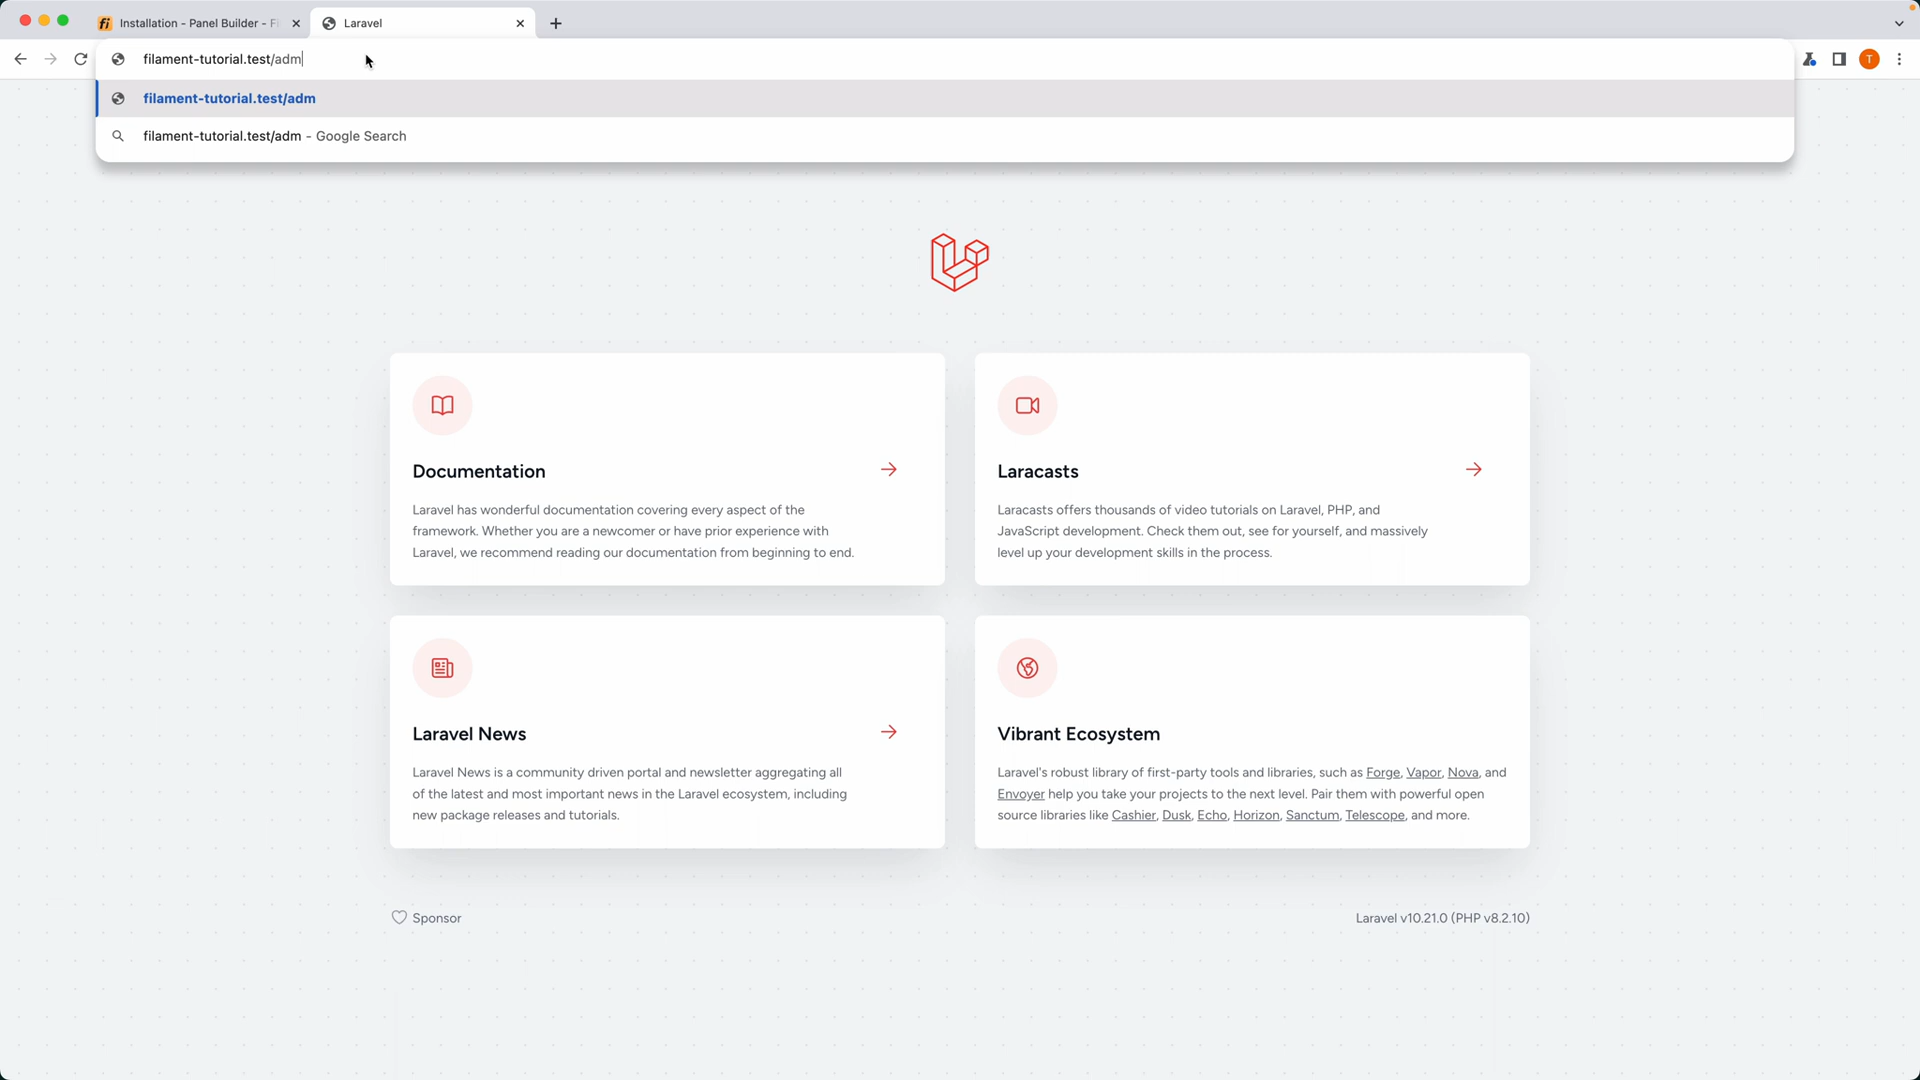 Installation - Panel Builder - Fi
Laravel
filament-tutorial.test/adm
T
filament-tutorial.test/adm
filament-tutorial.test/adm - Google Search
Documentation
Laravel has wonderful documentation covering every aspect of the
framework. Whether you are a newcomer or have prior experience with
Laravel, we recommend reading our documentation from beginning to end.
Laracasts
Laracasts offers thousands of video tutorials on Laravel, PHP, and
JavaScript development. Check them out, see for yourself, and massively
level up your development skills in the process.
Laravel News
Laravel News is a community driven portal and newsletter aggregating all
of the latest and most important news in the Laravel ecosystem, including
new package releases and tutorials.
Vibrant Ecosystem
Laravel's robust library of first-party tools and libraries, such as Forge, Vapor, Nova, and
Envoyer help you take your projects to the next level. Pair them with powerful open
source libraries like Cashier, Dusk, Echo, Horizon, Sanctum, Telescope, and more.
Sponsor
Laravel v10.21.0 (PHP v8.2.10)